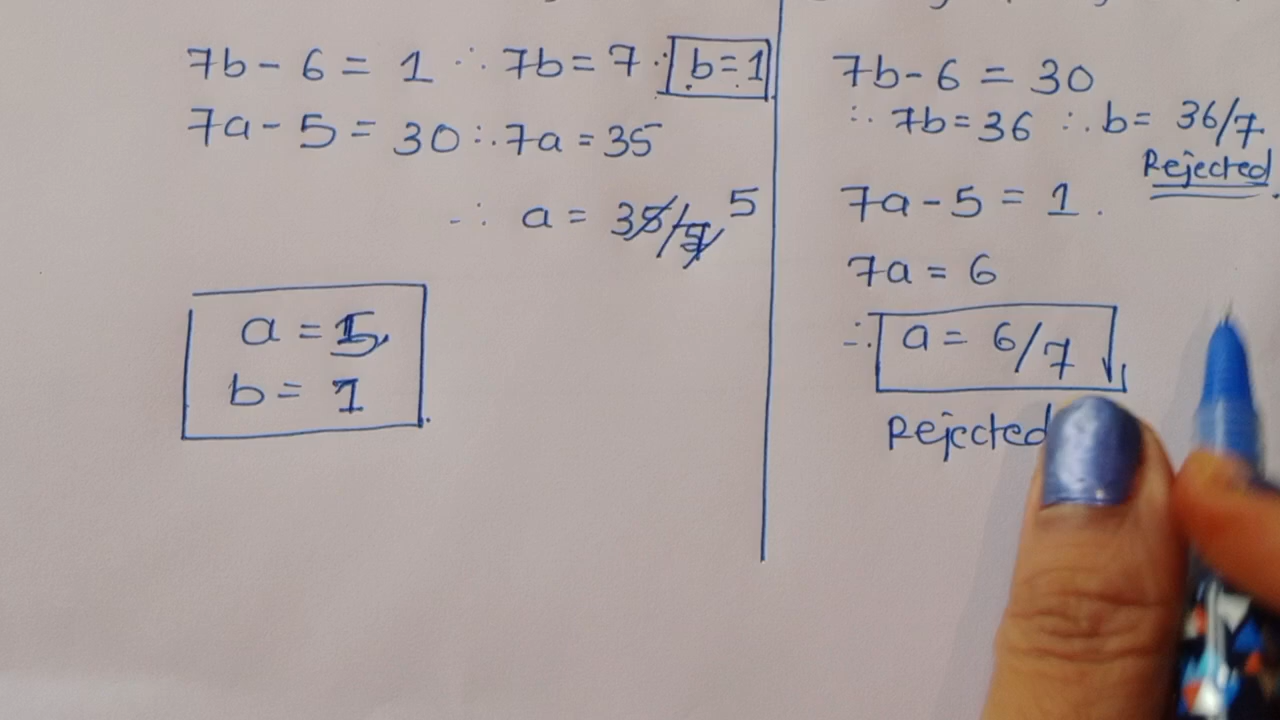 7b - 6 = 1 ∴ 7b = 7 ∴ b = 1
7a - 5 = 30 ∴ 7a = 35
∴ a = 35/ 5
a = 5
b = 1
7b - 6 = 30
∴ 7b = 36 ∴ b = 36/7
Rejected
7a - 5 = 1.
7a = 6
∴ a = 6/7
Rejected